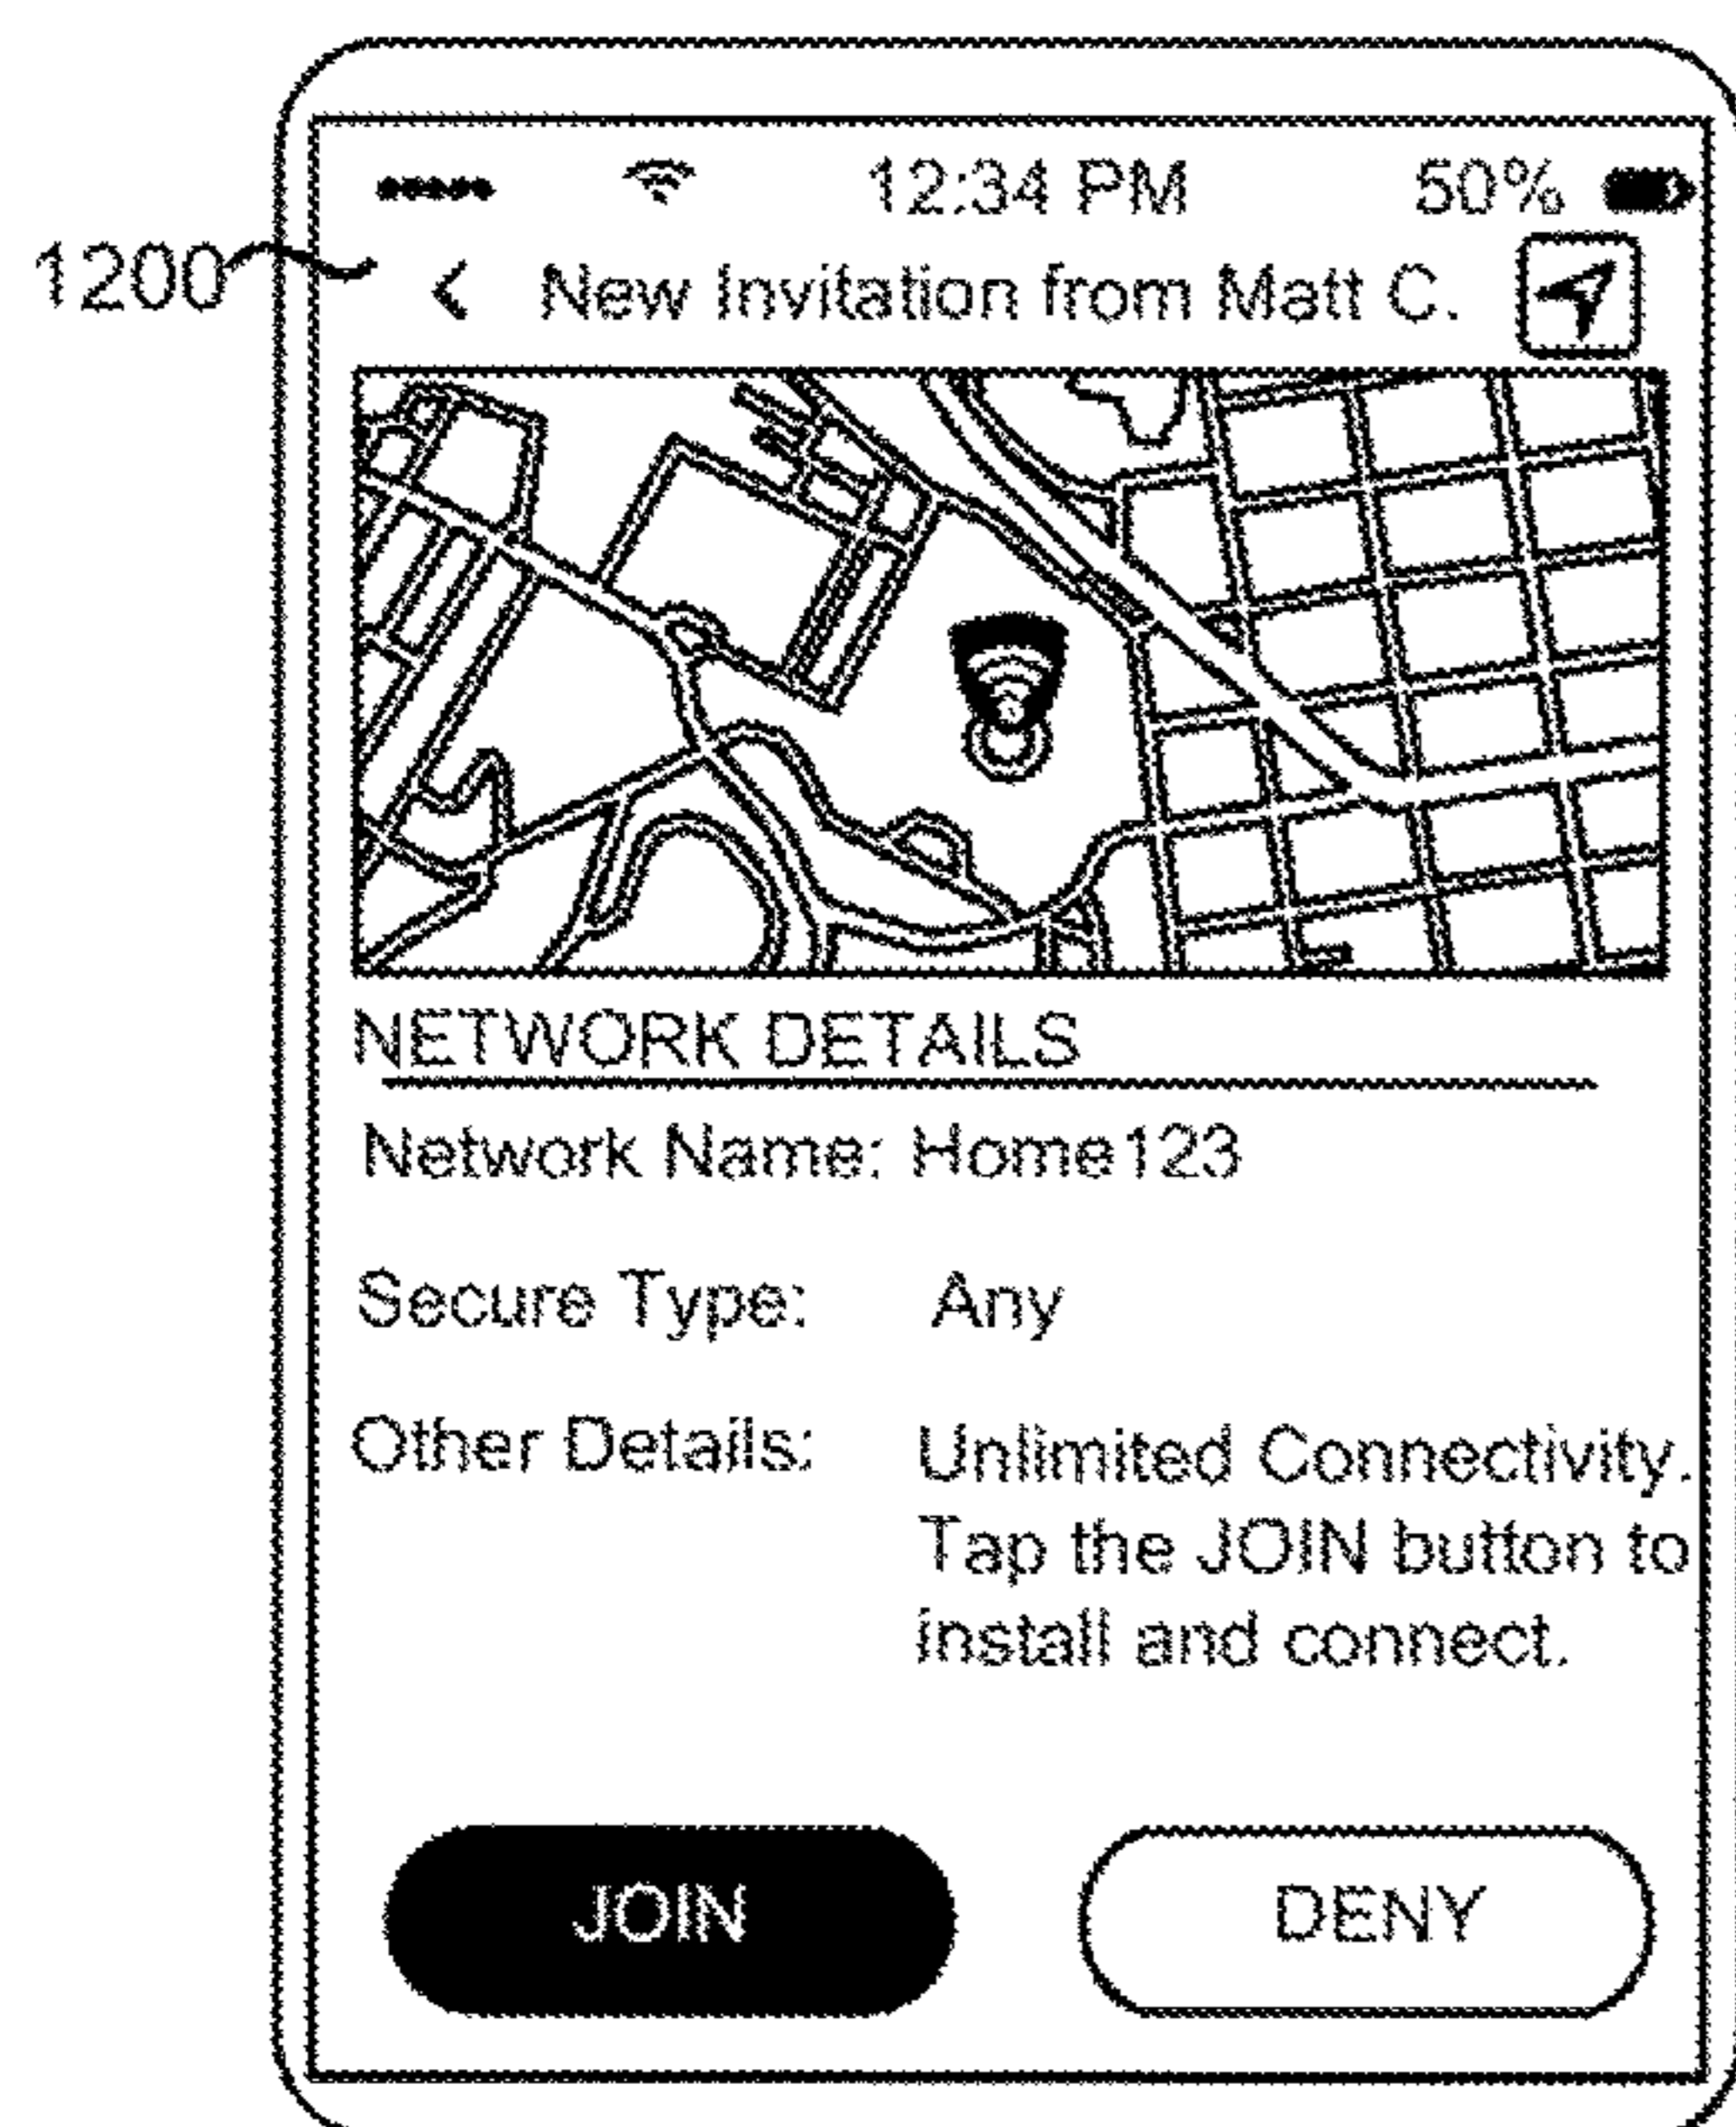 12:34 PM 50%
1200
< New Invitation from Matt C.
NETWORK DETAILS
Network Name: Home123
Secure Type: Any
Other Details: Unlimited Connectivity.
Tap the JOIN button to
install and connect.
JOIN DENY